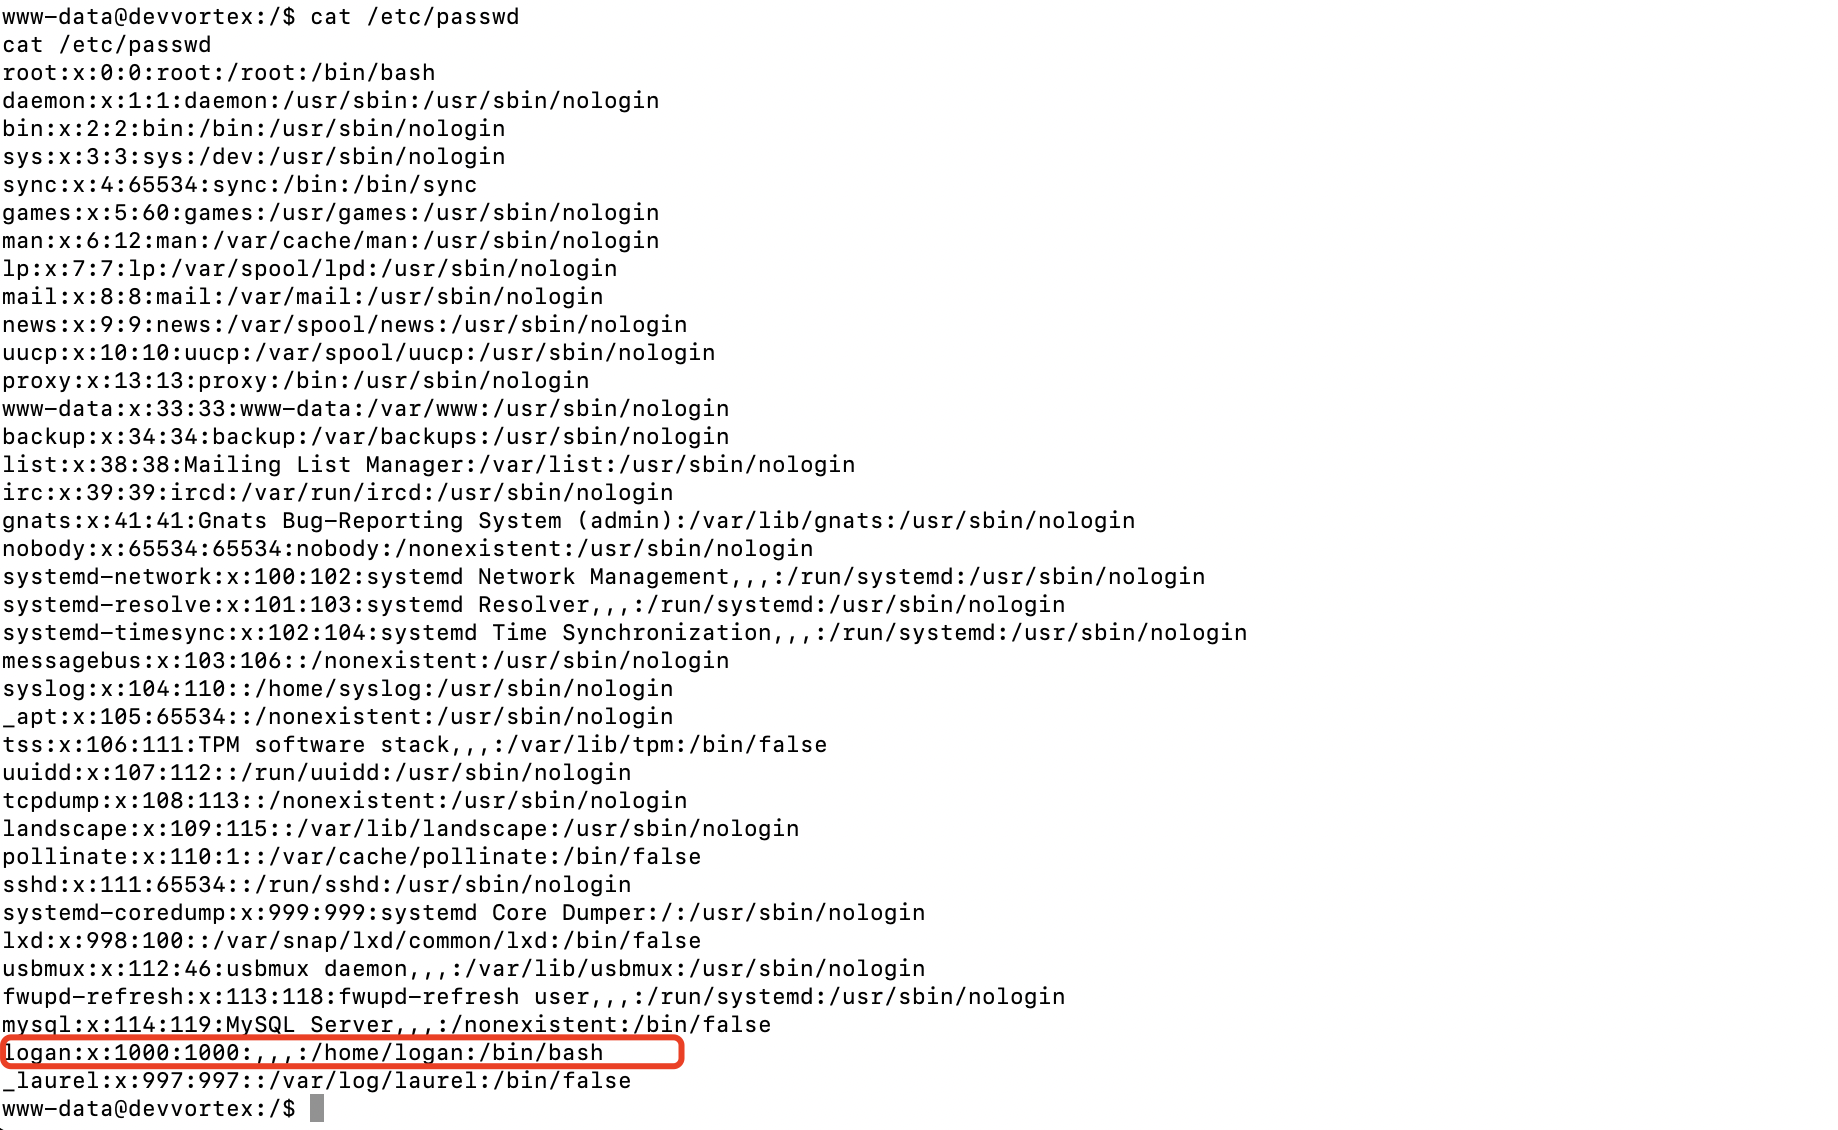 www-data@devvortex:/$ cat /etc/passwd
cat /etc/passwd
root:x:0:0:root:/root:/bin/bash
daemon:x:1:1:daemon:/usr/sbin:/usr/sbin/nologin
bin:x:2:2:bin:/bin:/usr/sbin/nologin
sys:x:3:3:sys:/dev:/usr/sbin/nologin
sync:x:4:65534:sync:/bin:/bin/sync
games:x:5:60:games:/usr/games:/usr/sbin/nologin
man:x:6:12:man:/var/cache/man:/usr/sbin/nologin
lp:x:7:7:lp:/var/spool/lpd:/usr/sbin/nologin
mail:x:8:8:mail:/var/mail:/usr/sbin/nologin
news:x:9:9:news:/var/spool/news:/usr/sbin/nologin
uucp:x:10:10:uucp:/var/spool/uucp:/usr/sbin/nologin
proxy:x:13:13:proxy:/bin:/usr/sbin/nologin
www-data:x:33:33:www-data:/var/www:/usr/sbin/nologin
backup:x:34:34:backup:/var/backups:/usr/sbin/nologin
list:x:38:38:Mailing List Manager:/var/list:/usr/sbin/nologin
irc:x:39:39:ircd:/var/run/ircd:/usr/sbin/nologin
gnats:x:41:41:Gnats Bug-Reporting System (admin):/var/lib/gnats:/usr/sbin/nologin
nobody:x:65534:65534:nobody:/nonexistent:/usr/sbin/nologin
systemd-network:x:100:102:systemd Network Management,,,:/run/systemd:/usr/sbin/nologin
systemd-resolve:x:101:103:systemd Resolver,,,:/run/systemd:/usr/sbin/nologin
systemd-timesync:x:102:104:systemd Time Synchronization,,,:/run/systemd:/usr/sbin/nologin
messagebus:x:103:106::/nonexistent:/usr/sbin/nologin
syslog:x:104:110::/home/syslog:/usr/sbin/nologin
_apt:x:105:65534::/nonexistent:/usr/sbin/nologin
tss:x:106:111:TPM software stack,,,:/var/lib/tpm:/bin/false
uuidd:x:107:112::/run/uuidd:/usr/sbin/nologin
tcpdump:x:108:113::/nonexistent:/usr/sbin/nologin
landscape:x:109:115::/var/lib/landscape:/usr/sbin/nologin
pollinate:x:110:1::/var/cache/pollinate:/bin/false
sshd:x:111:65534::/run/sshd:/usr/sbin/nologin
systemd-coredump:x:999:999:systemd Core Dumper:/:/usr/sbin/nologin
lxd:x:998:100::/var/snap/lxd/common/lxd:/bin/false
usbmux:x:112:46:usbmux daemon,,,:/var/lib/usbmux:/usr/sbin/nologin
fwupd-refresh:x:113:118:fwupd-refresh user,,,:/run/systemd:/usr/sbin/nologin
mysql:x:114:119:MySQL Server,,,:/nonexistent:/bin/false
logan:x:1000:1000:,,,:/home/logan:/bin/bash
_laurel:x:997:997::/var/log/laurel:/bin/false
www-data@devvortex:/$